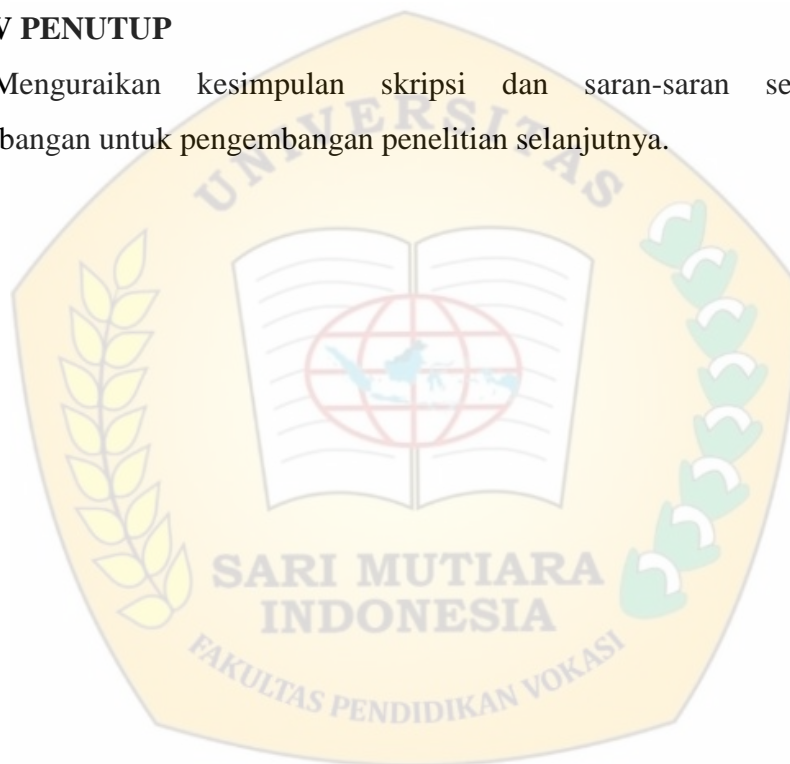 V PENUTUP
Menguraikan kesimpulan skripsi dan saran-saran se
bangan untuk pengembangan penelitian selanjutnya.
UNIVERSITAS
SARI MUTIARA
INDONESIA
FAKULTAS PENDIDIKAN VOKASI